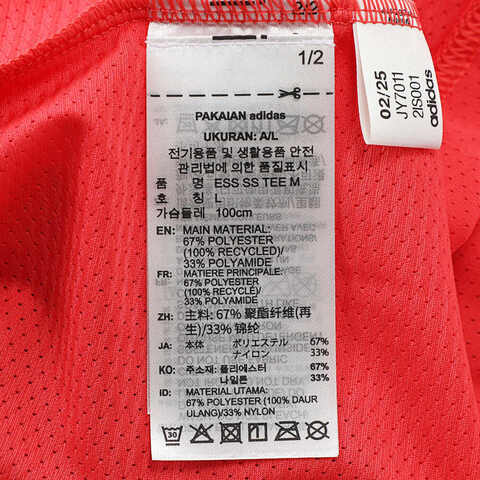 2/2
1/2
PAKAIAN adidas
UKURAN: A/L
전기용품 및 생활용품 안전
관리법에 의한 품질표시
품 명 ESS SS TEE M
호 칭 L
가슴둘레 100cm
EN: MAIN MATERIAL:
67% POLYESTER
(100% RECYCLED)/
33% POLYAMIDE
FR: MATIERE PRINCIPALE:
67% POLYESTER
(100% RECYCLE)/
33% POLYAMIDE
ZH: 主料: 67% 聚酯纤维(再
生)/33% 锦纶
JA: 本体 ポリエステル 67%
ナイロン 33%
KO: 주소재: 폴리에스터 67%
나일론 33%
ID: MATERIAL UTAMA:
67% POLYESTER (100% DAUR
ULANG)/33% NYLON
30
02/25
JY7011
2IS001
adidas